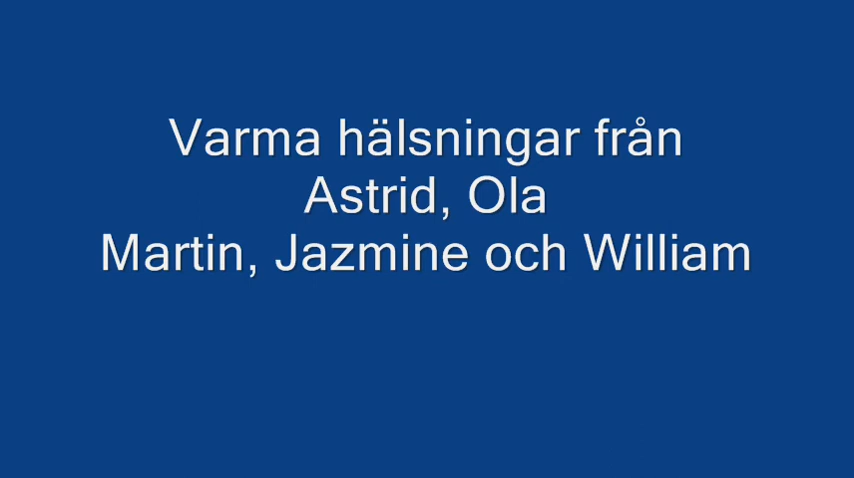 Varma hälsningar från
Astrid, Ola
Martin, Jazmine och William